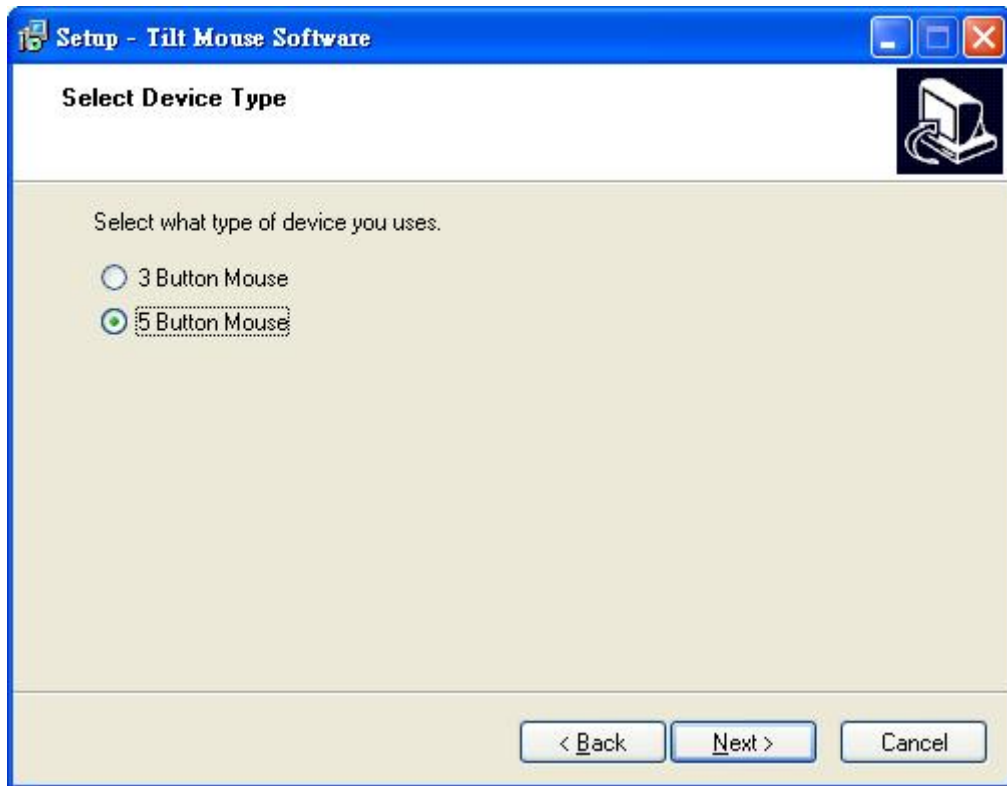 Setup - Tilt Mouse Software
Select Device Type
Select what type of device you uses.
3 Button Mouse
5 Button Mouse
< Back Next > Cancel